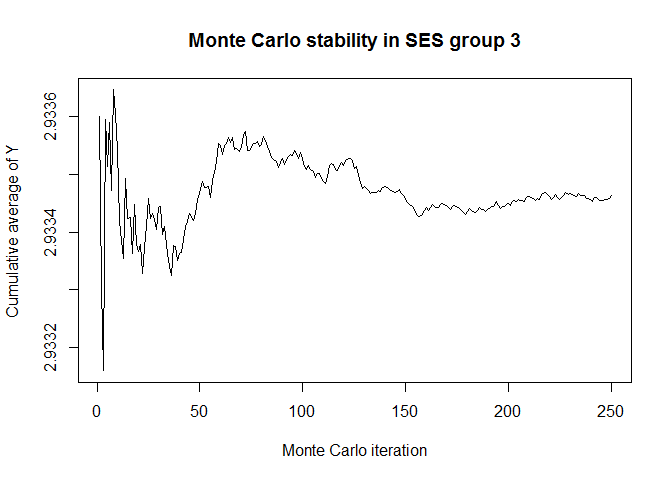 Monte Carlo stability in SES group 3
Cumulative average of Y
2.9336
2.9334
2.9332
0 50 100 150 200 250
Monte Carlo iteration